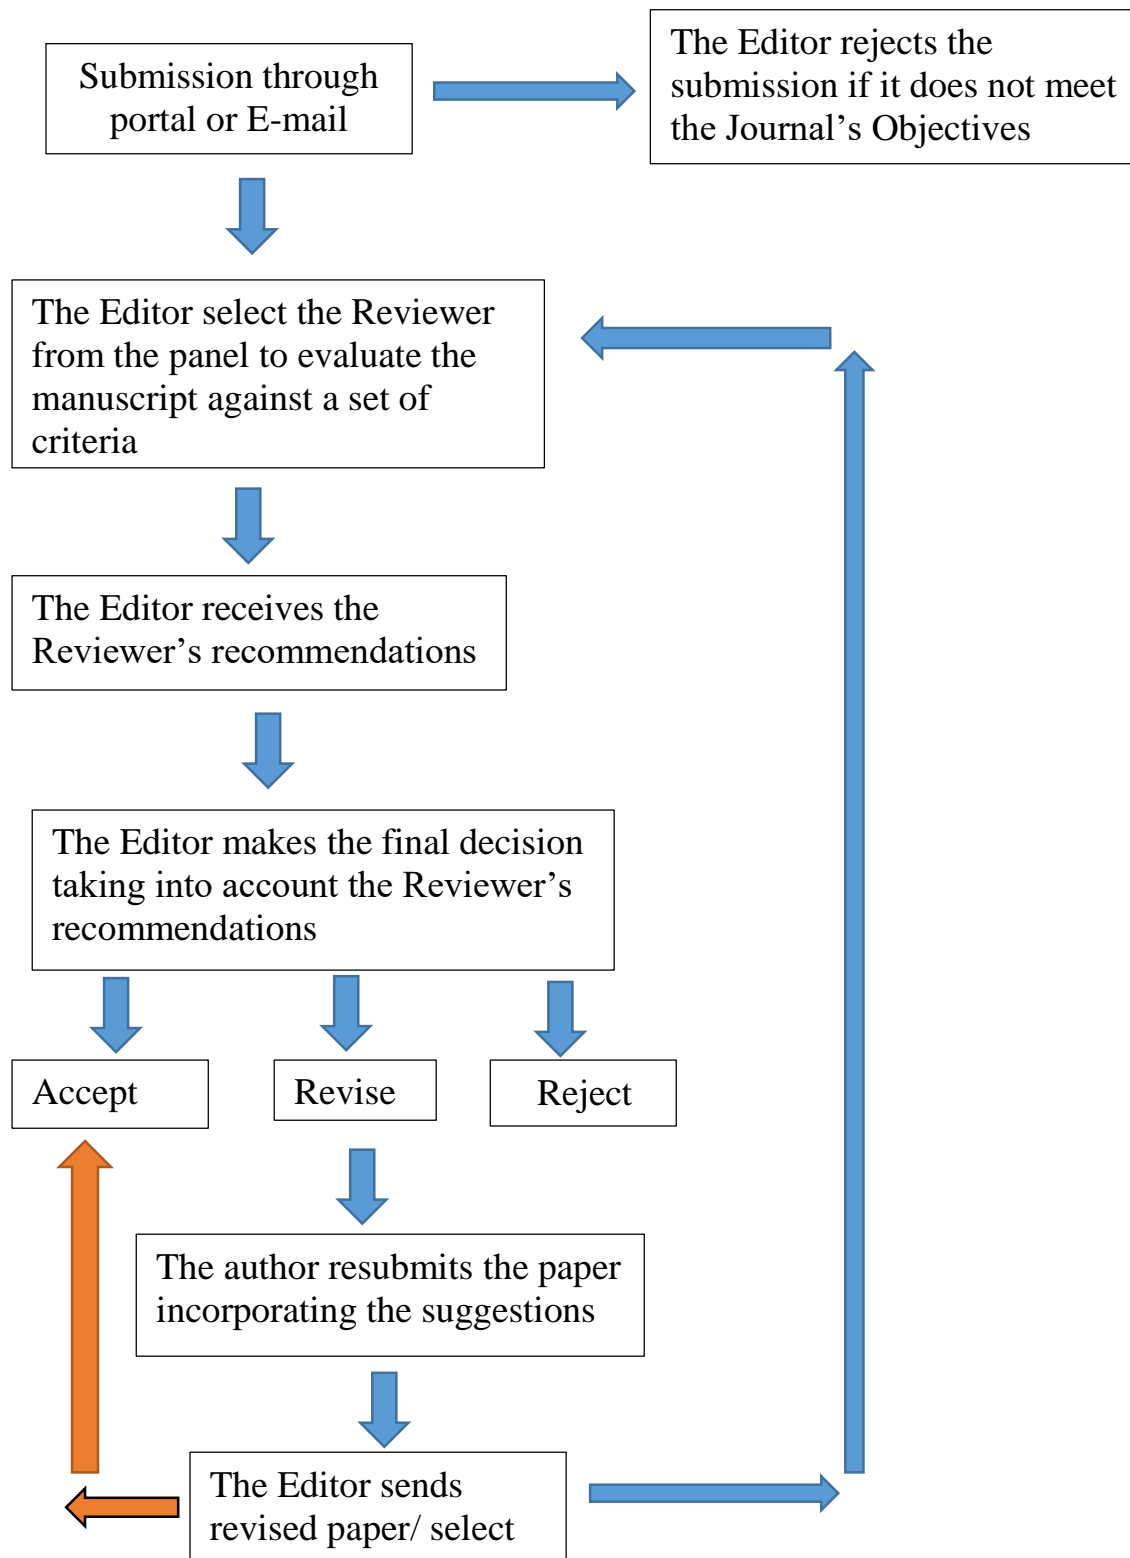 Submission through
portal or E-mail
The Editor rejects the
submission if it does not meet
the Journal’s Objectives
The Editor select the Reviewer
from the panel to evaluate the
manuscript against a set of
criteria
The Editor receives the
Reviewer’s recommendations
The Editor makes the final decision
taking into account the Reviewer’s
recommendations
Accept
Revise
Reject
The author resubmits the paper
incorporating the suggestions
The Editor sends
revised paper/ select